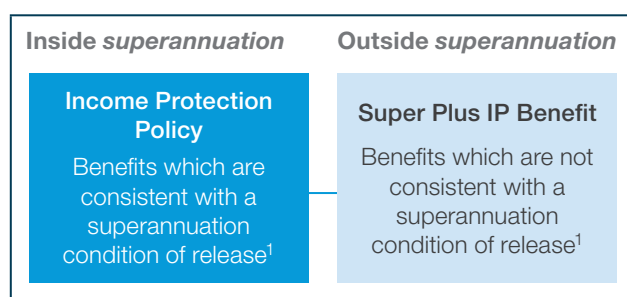 Inside superannuation
Outside superannuation
Income Protection
Policy
Benefits which are
consistent with a
superannuation
condition of release¹
Super Plus IP Benefit
Benefits which are not
consistent with a
superannuation
condition of release¹